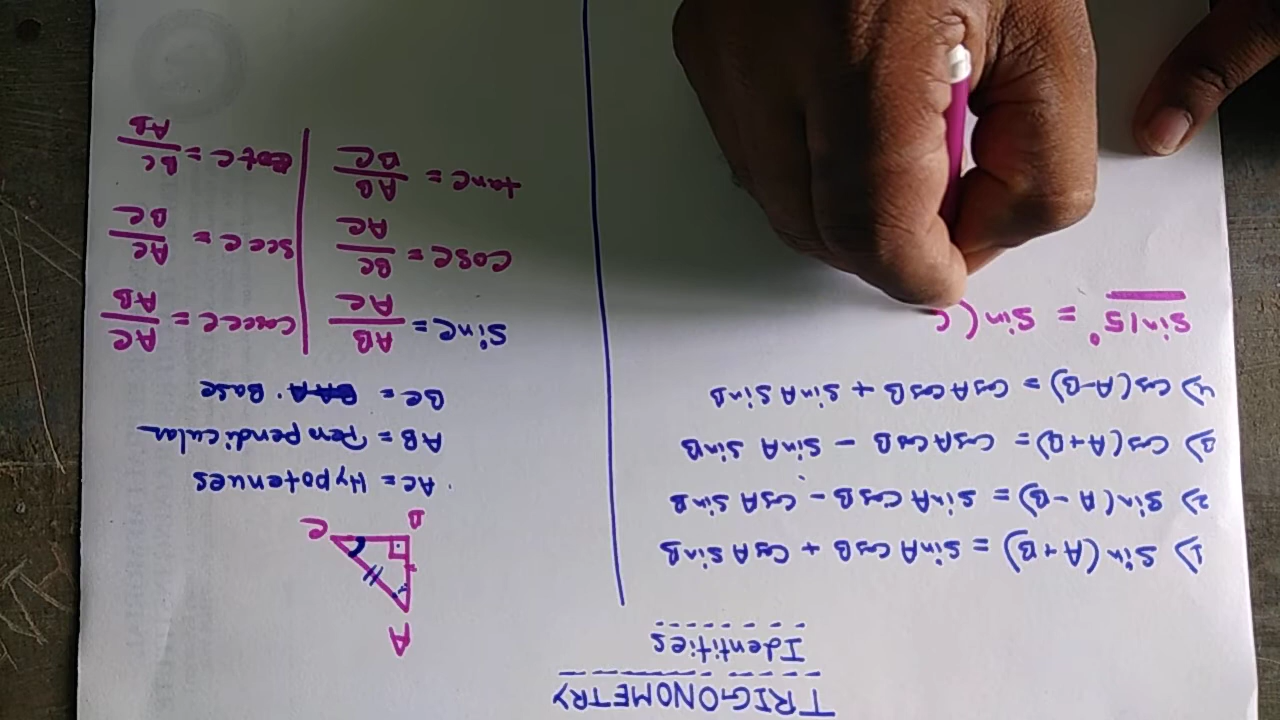 TRIGONOMETRY
Identities
1) Sin(A+B) = SinA CosB + CosA SinB
2) Sin(A-B) = SinA CosB - CosA SinB
3) Cos(A+B) = CosA CosB - SinA SinB
4) Cos(A-B) = CosA CosB + SinA SinB
Sin15° = Sin(
A
B
C
AC = Hypotenues
AB = Perpendicular
BC = Base
SinC = AB/AC
CosC = BC/AC
tanC = AB/BC
CosecC = AC/AB
SecC = AC/BC
CotC = BC/AB